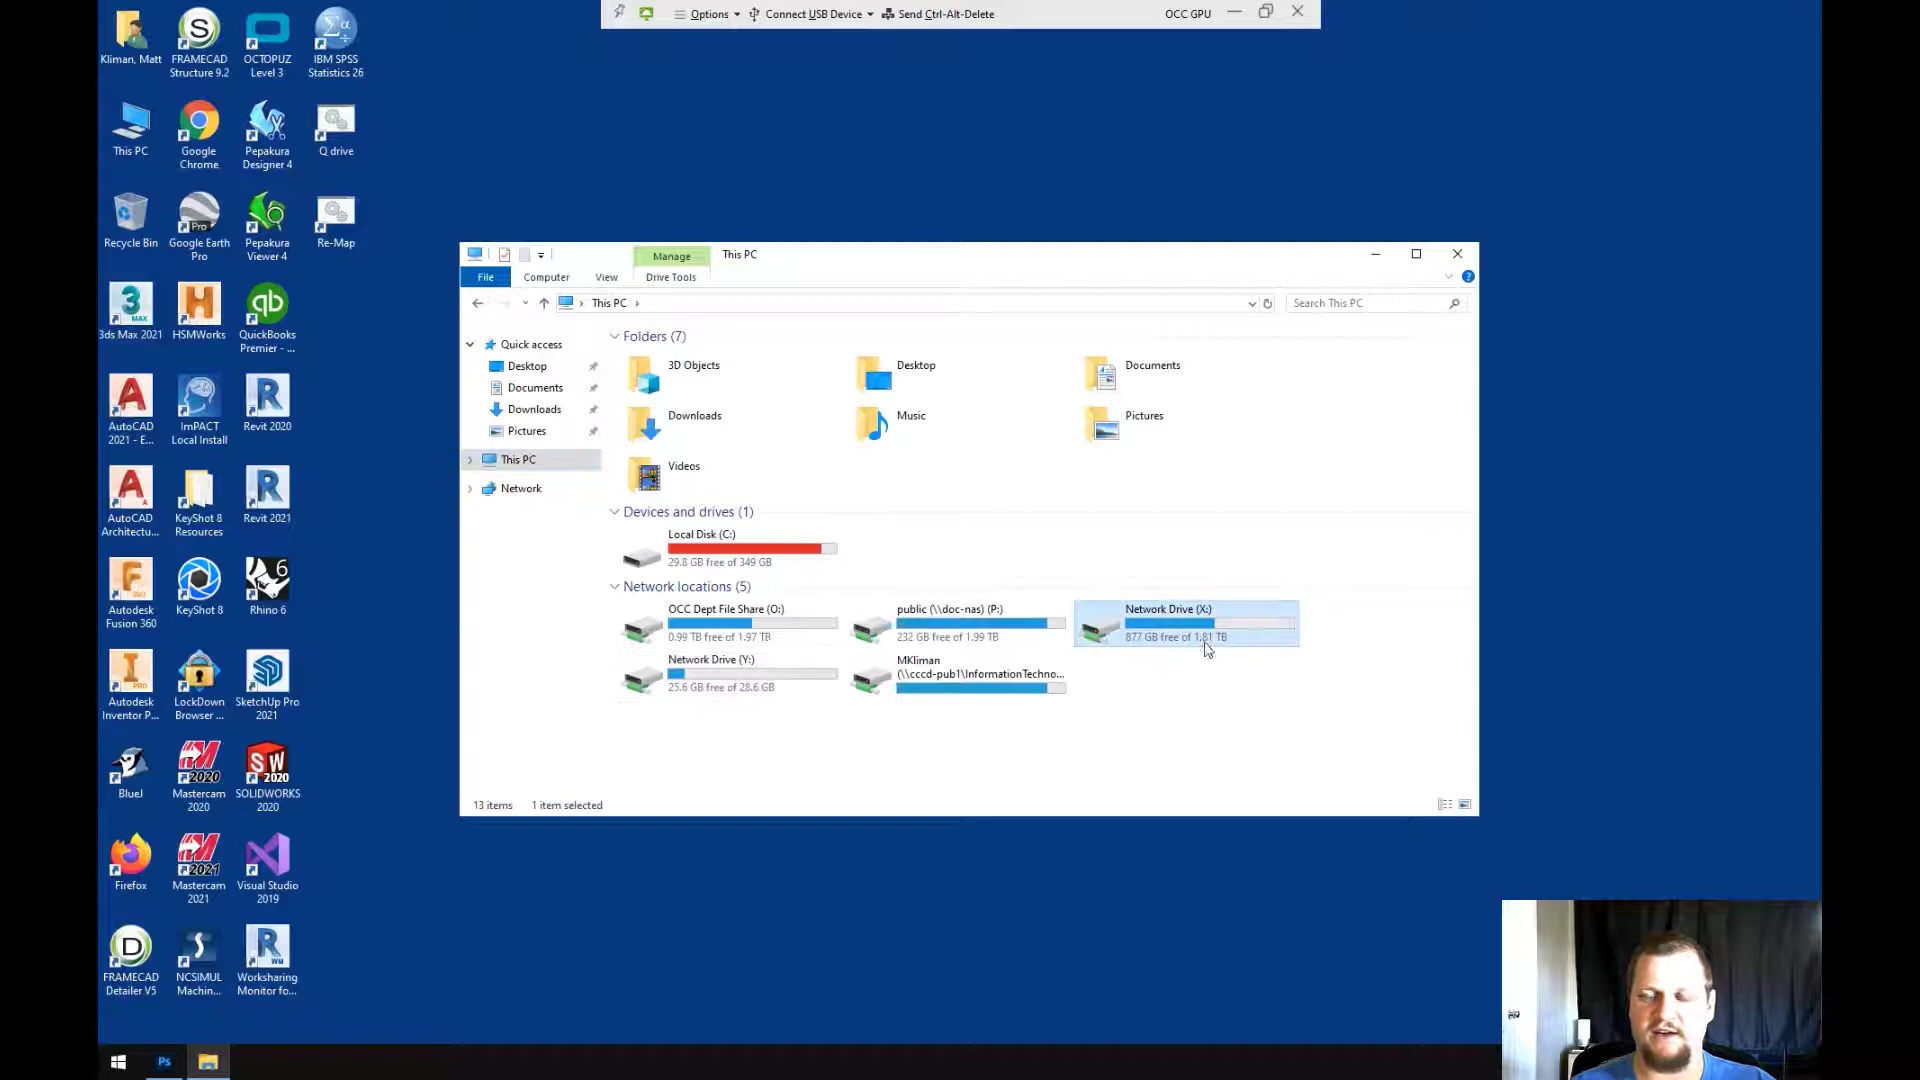 Options
Connect USB Device
Send Ctrl-Alt-Delete
OCC GPU
Kliman, Matt
FRAMECAD
Structure 9.2
OCTOPUZ
Level 3
IBM SPSS
Statistics 26
This PC
Google
Chrome
Pepakura
Designer 4
Q drive
Recycle Bin
Google Earth
Pro
Pepakura
Viewer 4
Re-Map
3ds Max 2021
HSMWorks
QuickBooks
Premier - ...
AutoCAD
2021 - E...
ImPACT
Local Install
Revit 2020
AutoCAD
Architectu...
KeyShot 8
Resources
Revit 2021
Autodesk
Fusion 360
KeyShot 8
Rhino 6
Autodesk
Inventor P...
LockDown
Browser ...
SketchUp Pro
2021
BlueJ
Mastercam
2020
SOLIDWORKS
2020
Firefox
Mastercam
2021
Visual Studio
2019
FRAMECAD
Detailer V5
NCSIMUL
Machin...
Worksharing
Monitor fo...
Manage
This PC
File
Computer
View
Drive Tools
This PC
Search This PC
Quick access
Desktop
Documents
Downloads
Pictures
This PC
Network
Folders (7)
3D Objects
Desktop
Documents
Downloads
Music
Pictures
Videos
Devices and drives (1)
Local Disk (C:)
29.8 GB free of 349 GB
Network locations (5)
OCC Dept File Share (O:)
0.99 TB free of 1.97 TB
public (\\doc-nas) (P:)
232 GB free of 1.99 TB
Network Drive (X:)
877 GB free of 1.81 TB
Network Drive (Y:)
25.6 GB free of 28.6 GB
MKliman
(\\cccd-pub1\InformationTechno...
13 items
1 item selected
Ps